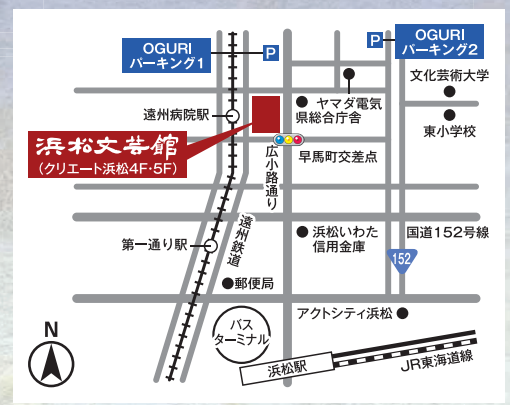 OGURI
パーキング1
P
P
OGURI
パーキング2
文化芸術大学
ヤマダ電気
県総合庁舎
遠州病院駅
東小学校
浜松文芸館
(クリエート浜松4F・5F)
早馬町交差点
広小路通り
遠州鉄道
第一通り駅
浜松いわた
信用金庫
国道152号線
152
郵便局
アクトシティ浜松
バス
ターミナル
N
浜松駅
JR東海道線